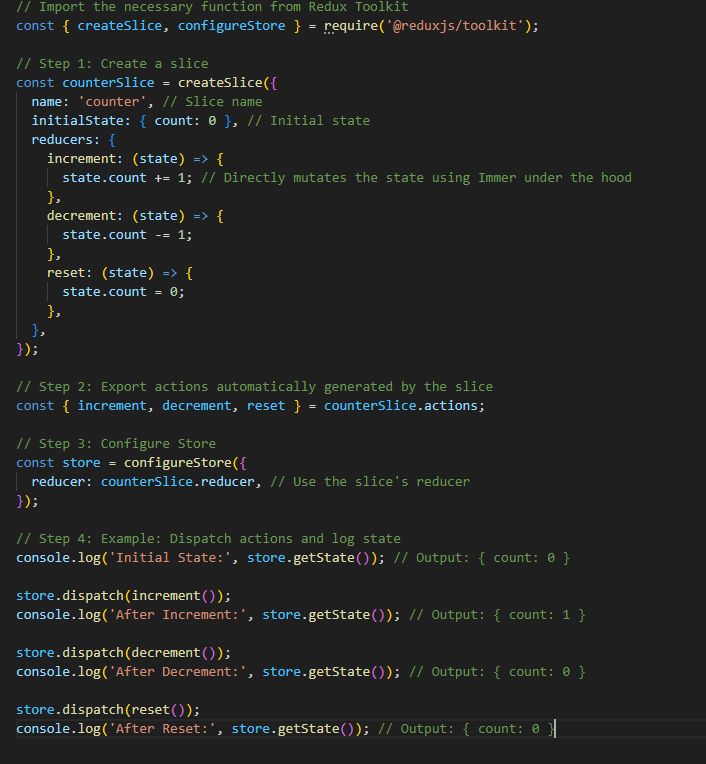 // Import the necessary function from Redux Toolkit
const { createSlice, configureStore } = require('@reduxjs/toolkit');
// Step 1: Create a slice
const counterSlice = createSlice({
  name: 'counter', // Slice name
  initialState: { count: 0 }, // Initial state
  reducers: {
    increment: (state) => {
      state.count += 1; // Directly mutates the state using Immer under the hood
    },
    decrement: (state) => {
      state.count -= 1;
    },
    reset: (state) => {
      state.count = 0;
    },
  },
});
// Step 2: Export actions automatically generated by the slice
const { increment, decrement, reset } = counterSlice.actions;
// Step 3: Configure Store
const store = configureStore({
  reducer: counterSlice.reducer, // Use the slice's reducer
});
// Step 4: Example: Dispatch actions and log state
console.log('Initial State:', store.getState()); // Output: { count: 0 }
store.dispatch(increment());
console.log('After Increment:', store.getState()); // Output: { count: 1 }
store.dispatch(decrement());
console.log('After Decrement:', store.getState()); // Output: { count: 0 }
store.dispatch(reset());
console.log('After Reset:', store.getState()); // Output: { count: 0 }